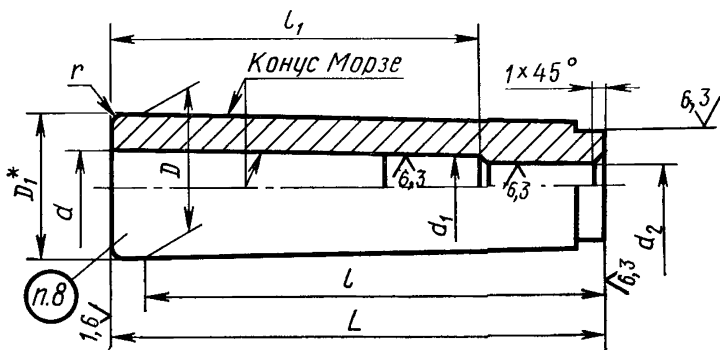 l₁
r
Конус Морзе
1×45°
6,3
D₁*
d
D
6,3
d₁
6,3
d₂
п.8
1,6
l
6,3
L